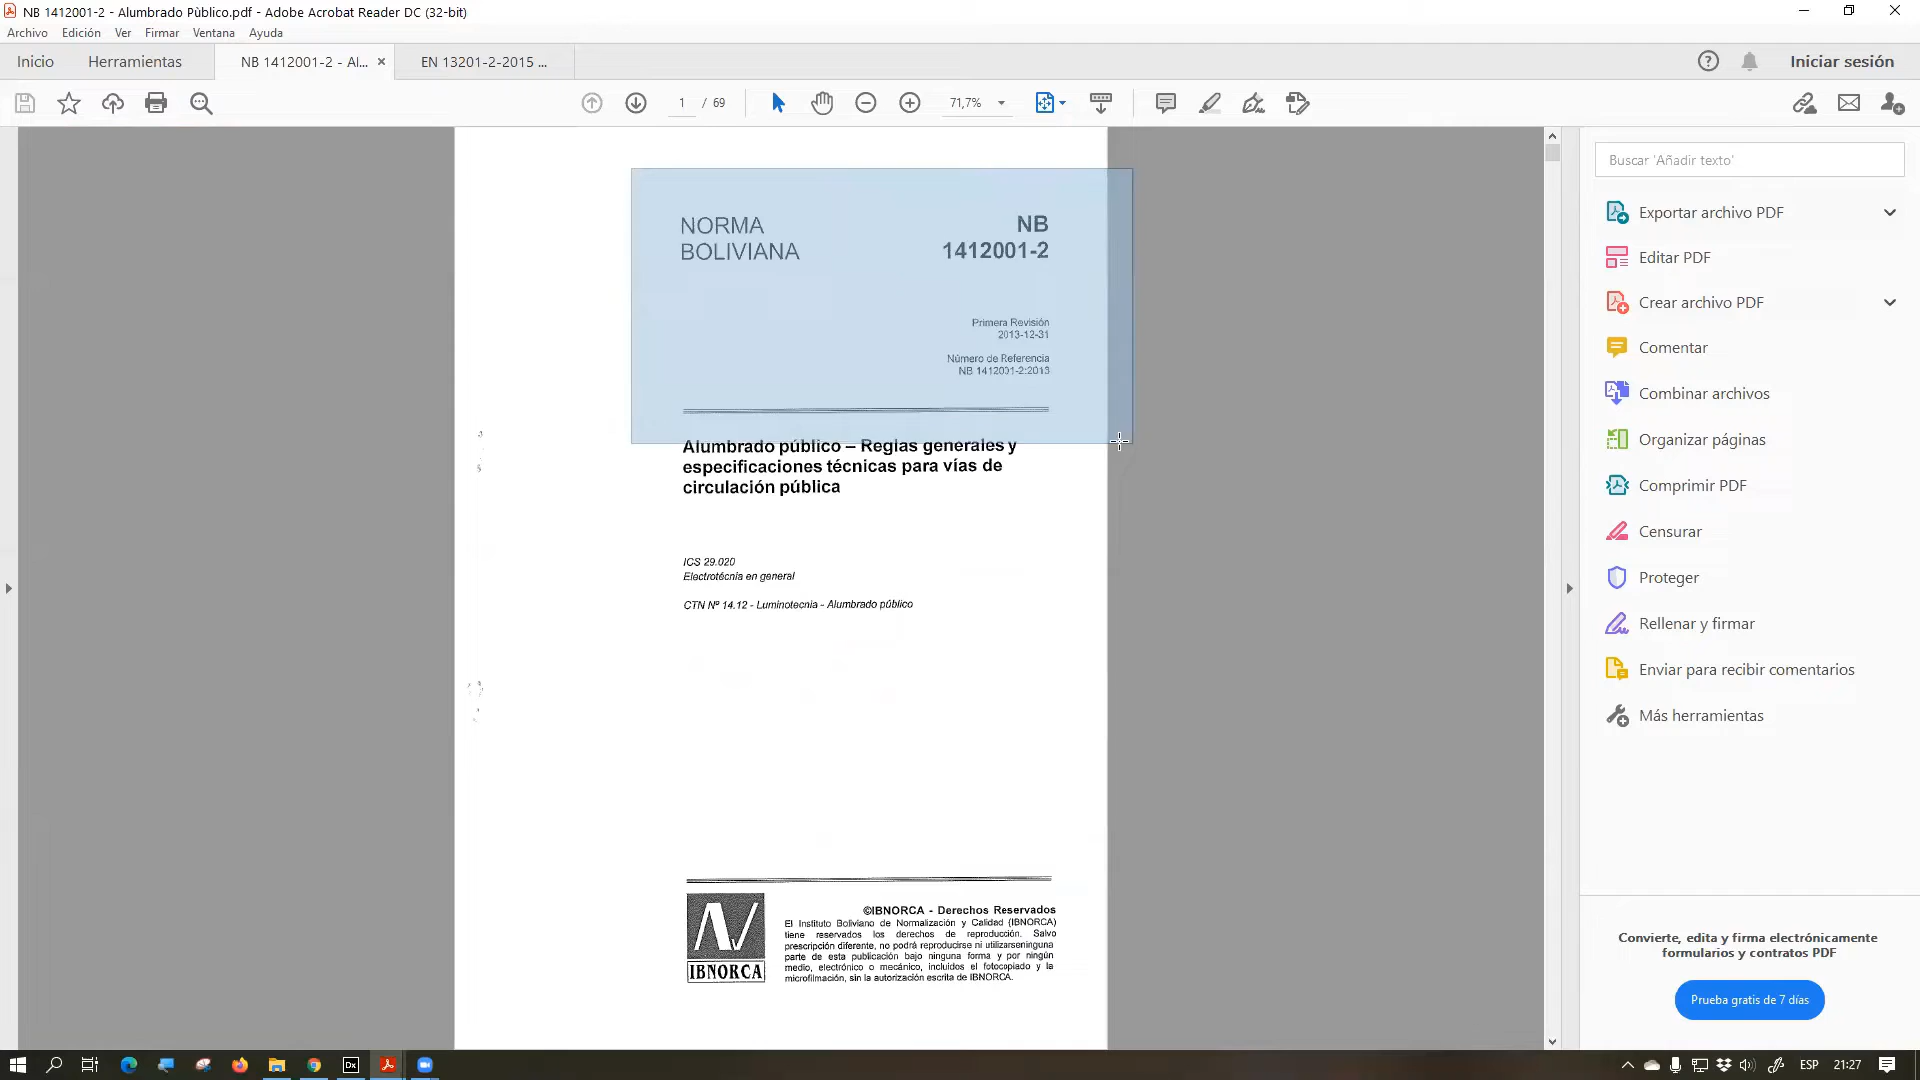 NB 1412001-2 - Alumbrado Pùblico.pdf - Adobe Acrobat Reader DC (32-bit)
Archivo Edición Ver Firmar Ventana Ayuda
Inicio Herramientas NB 1412001-2 - Al... × EN 13201-2-2015 ... Iniciar sesión
1 / 69 71,7%
Buscar 'Añadir texto'
Exportar archivo PDF
Editar PDF
Crear archivo PDF
Comentar
Combinar archivos
Organizar páginas
Comprimir PDF
Censurar
Proteger
Rellenar y firmar
Enviar para recibir comentarios
Más herramientas
Convierte, edita y firma electrónicamente
formularios y contratos PDF
Prueba gratis de 7 días
NORMA NB
BOLIVIANA 1412001-2
Primera Revisión
2013-12-31
Número de Referencia
NB 1412001-2:2013
Alumbrado público – Reglas generales y
especificaciones técnicas para vías de
circulación pública
ICS 29.020
Electrotécnia en general
CTN Nº 14.12 - Luminotecnia - Alumbrado público
©IBNORCA - Derechos Reservados
El Instituto Boliviano de Normalización y Calidad (IBNORCA)
tiene reservados los derechos de reproducción. Salvo
prescripción diferente, no podrá reproducirse ni utilizarseninguna
parte de esta publicación bajo ninguna forma y por ningún
medio, electrónico o mecánico, incluidos el fotocopiado y la
microfilmación, sin la autorización escrita de IBNORCA.
IBNORCA
Dx
ESP 21:27